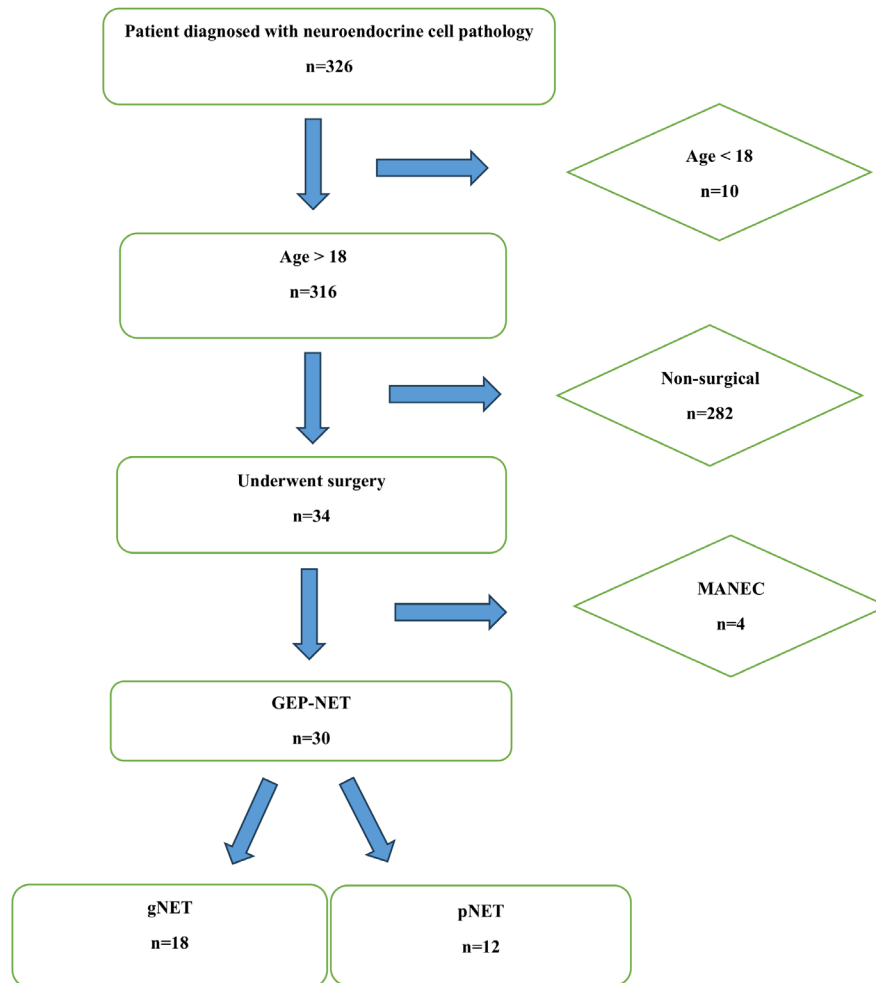 Patient diagnosed with neuroendocrine cell pathology
n=326
Age < 18
n=10
Age > 18
n=316
Non-surgical
n=282
Underwent surgery
n=34
MANEC
n=4
GEP-NET
n=30
gNET
n=18
pNET
n=12